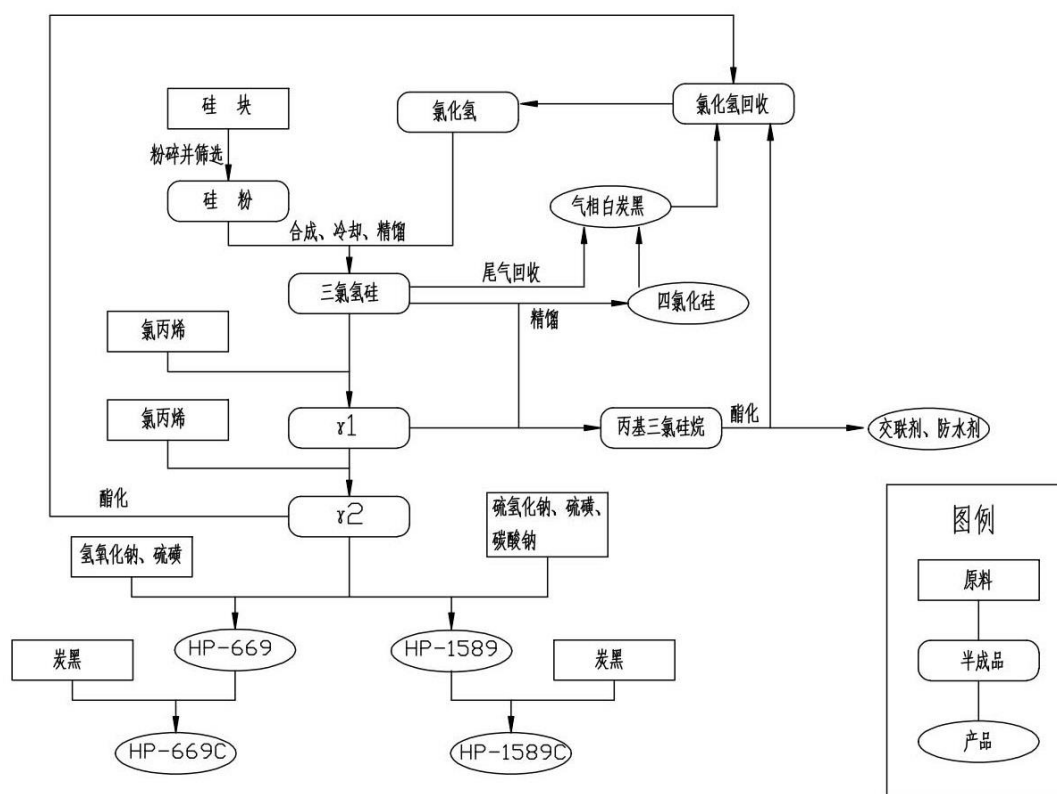 硅 块
氯化氢
氯化氢回收
粉碎并筛选
硅 粉
气相白炭黑
合成、冷却、精馏
尾气回收
三氯氢硅
四氯化硅
精馏
氯丙烯
氯丙烯
γ1
丙基三氯硅烷
酯化
交联剂、防水剂
酯化
γ2
硫氢化钠、硫磺、
碳酸钠
氢氧化钠、硫磺
HP-669
HP-1589
炭黑
炭黑
HP-669C
HP-1589C
图例
原料
半成品
产品